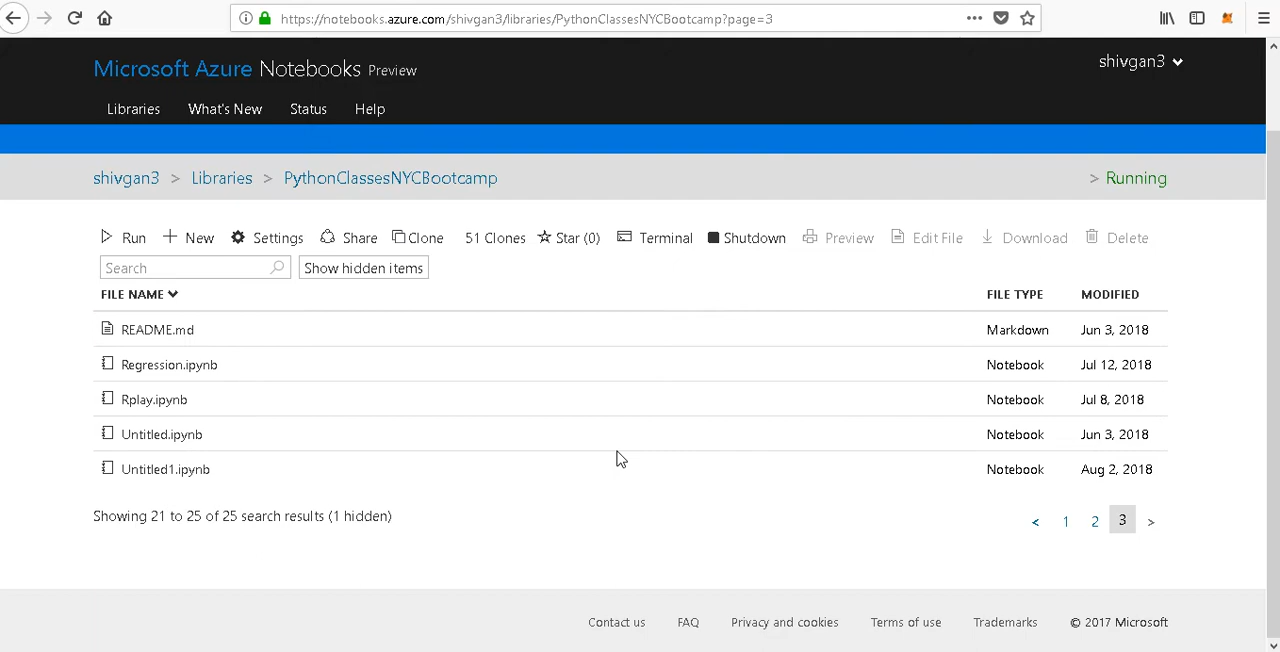 https://notebooks.azure.com/shivgan3/libraries/PythonClassesNYCBootcamp?page=3
Microsoft Azure Notebooks Preview
shivgan3
Libraries What's New Status Help
shivgan3 > Libraries > PythonClassesNYCBootcamp
> Running
Run New Settings Share Clone 51 Clones Star (0) Terminal Shutdown Preview Edit File Download Delete
Search Show hidden items
FILE NAME FILE TYPE MODIFIED
README.md Markdown Jun 3, 2018
Regression.ipynb Notebook Jul 12, 2018
Rplay.ipynb Notebook Jul 8, 2018
Untitled.ipynb Notebook Jun 3, 2018
Untitled1.ipynb Notebook Aug 2, 2018
Showing 21 to 25 of 25 search results (1 hidden)
< 1 2 3 >
Contact us FAQ Privacy and cookies Terms of use Trademarks © 2017 Microsoft